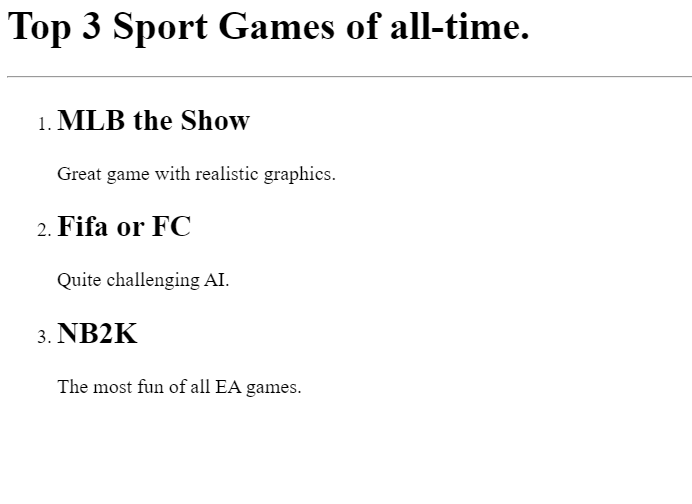 Top 3 Sport Games of all-time.
1. MLB the Show
Great game with realistic graphics.
2. Fifa or FC
Quite challenging AI.
3. NB2K
The most fun of all EA games.